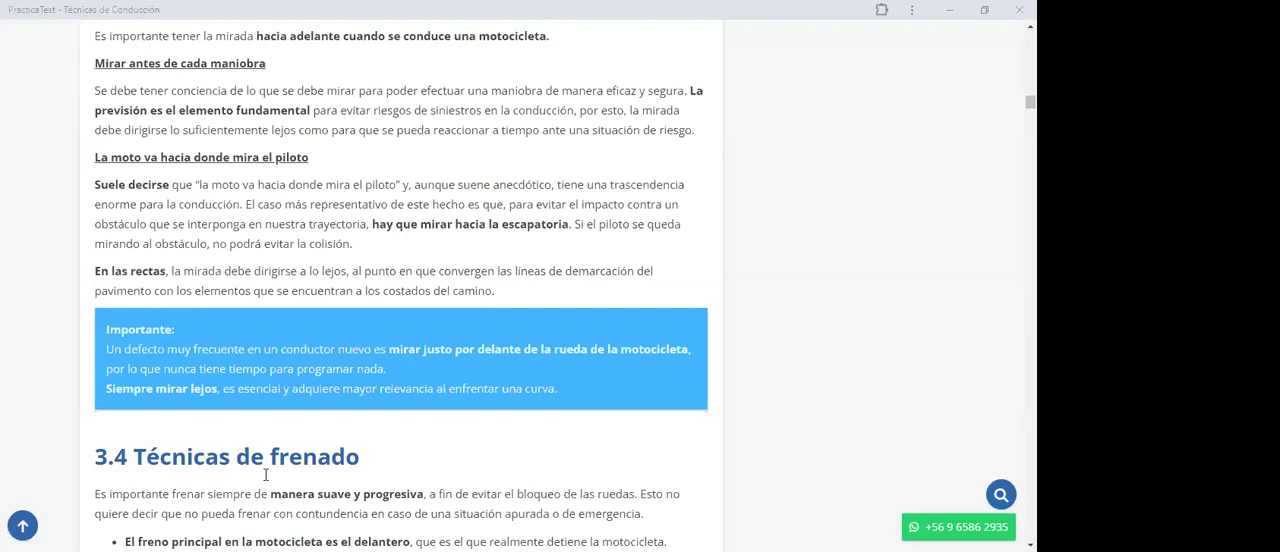 PracticaTest - Técnicas de Conducción
Es importante tener la mirada hacia adelante cuando se conduce una motocicleta.
Mirar antes de cada maniobra
Se debe tener conciencia de lo que se debe mirar para poder efectuar una maniobra de manera eficaz y segura. La
previsión es el elemento fundamental para evitar riesgos de siniestros en la conducción, por esto, la mirada
debe dirigirse lo suficientemente lejos como para que se pueda reaccionar a tiempo ante una situación de riesgo.
La moto va hacia donde mira el piloto
Suele decirse que “la moto va hacia donde mira el piloto” y, aunque suene anecdótico, tiene una trascendencia
enorme para la conducción. El caso más representativo de este hecho es que, para evitar el impacto contra un
obstáculo que se interponga en nuestra trayectoria, hay que mirar hacia la escapatoria. Si el piloto se queda
mirando al obstáculo, no podrá evitar la colisión.
En las rectas, la mirada debe dirigirse a lo lejos, al punto en que convergen las líneas de demarcación del
pavimento con los elementos que se encuentran a los costados del camino.
Importante:
Un defecto muy frecuente en un conductor nuevo es mirar justo por delante de la rueda de la motocicleta,
por lo que nunca tiene tiempo para programar nada.
Siempre mirar lejos, es esencial y adquiere mayor relevancia al enfrentar una curva.
3.4 Técnicas de frenado
Es importante frenar siempre de manera suave y progresiva, a fin de evitar el bloqueo de las ruedas. Esto no
quiere decir que no pueda frenar con contundencia en caso de una situación apurada o de emergencia.
• El freno principal en la motocicleta es el delantero, que es el que realmente detiene la motocicleta.
+56 9 6586 2935